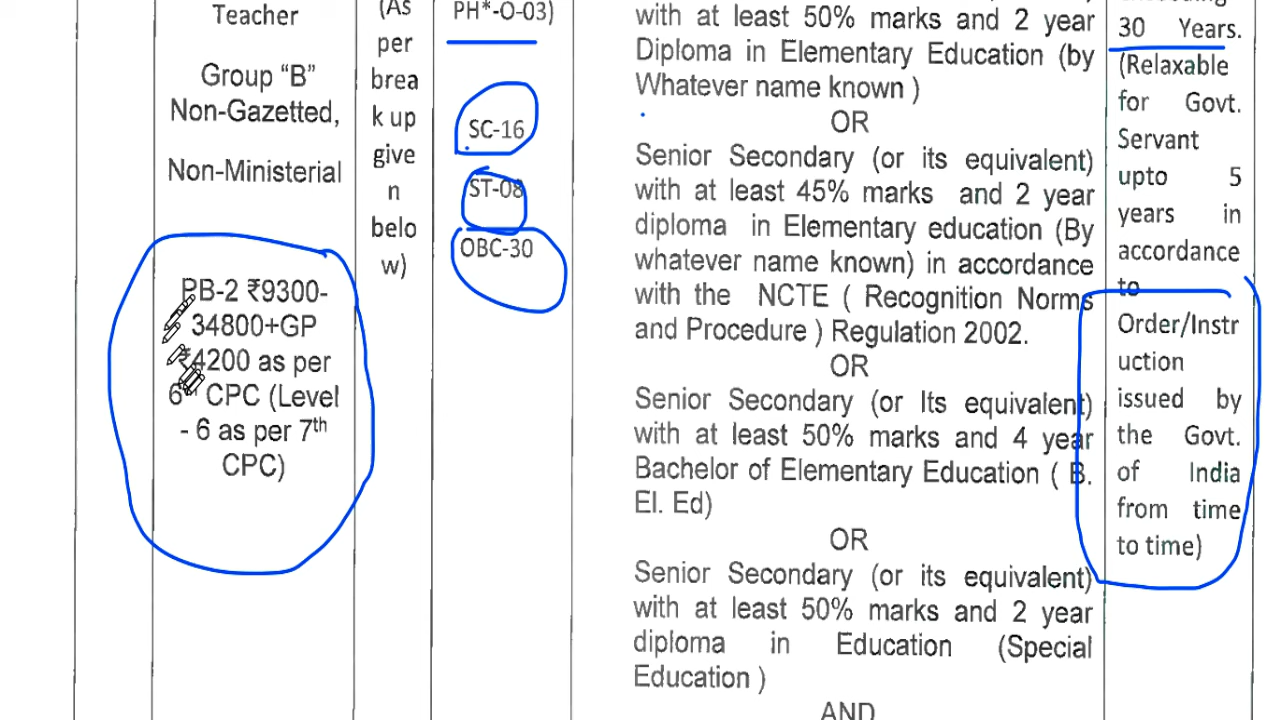 Teacher
Group “B”
Non-Gazetted,
Non-Ministerial
PB-2 ₹9300-
34800+GP
₹4200 as per
6th CPC (Level
- 6 as per 7th
CPC)
(As
per
brea
k up
give
n
belo
w)
PH*-O-03)
SC-16
ST-08
OBC-30
with at least 50% marks and 2 year
Diploma in Elementary Education (by
Whatever name known )
OR
Senior Secondary (or its equivalent)
with at least 45% marks and 2 year
diploma in Elementary education (By
whatever name known) in accordance
with the NCTE ( Recognition Norms
and Procedure ) Regulation 2002.
OR
Senior Secondary (or Its equivalent)
with at least 50% marks and 4 year
Bachelor of Elementary Education ( B.
El. Ed)
OR
Senior Secondary (or its equivalent)
with at least 50% marks and 2 year
diploma in Education (Special
Education )
AND
30 Years.
(Relaxable
for Govt.
Servant
upto 5
years in
accordance
to
Order/Instr
uction
issued by
the Govt.
of India
from time
to time)